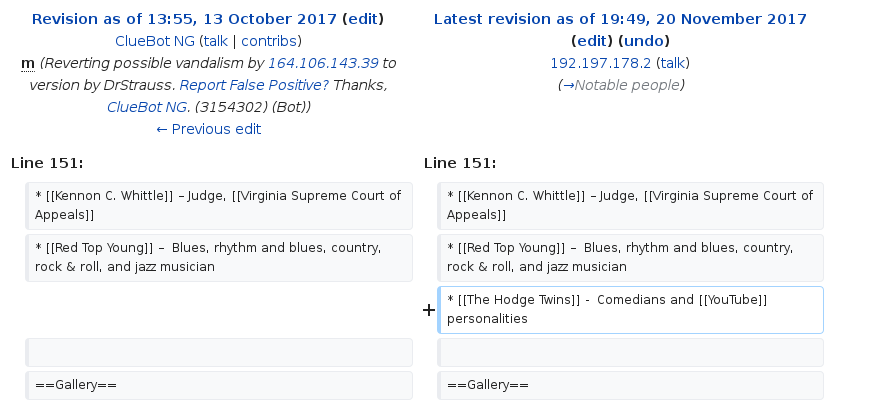 Revision as of 13:55, 13 October 2017 (edit)
ClueBot NG (talk | contribs)
m (Reverting possible vandalism by 164.106.143.39 to
version by DrStrauss. Report False Positive? Thanks,
ClueBot NG. (3154302) (Bot))
← Previous edit
Latest revision as of 19:49, 20 November 2017
(edit) (undo)
192.197.178.2 (talk)
(→Notable people)
Line 151:
Line 151:
* [[Kennon C. Whittle]] – Judge, [[Virginia Supreme Court of
Appeals]]
* [[Kennon C. Whittle]] – Judge, [[Virginia Supreme Court of
Appeals]]
* [[Red Top Young]] – Blues, rhythm and blues, country,
rock & roll, and jazz musician
* [[Red Top Young]] – Blues, rhythm and blues, country,
rock & roll, and jazz musician
+ * [[The Hodge Twins]] - Comedians and [[YouTube]]
personalities
==Gallery==
==Gallery==